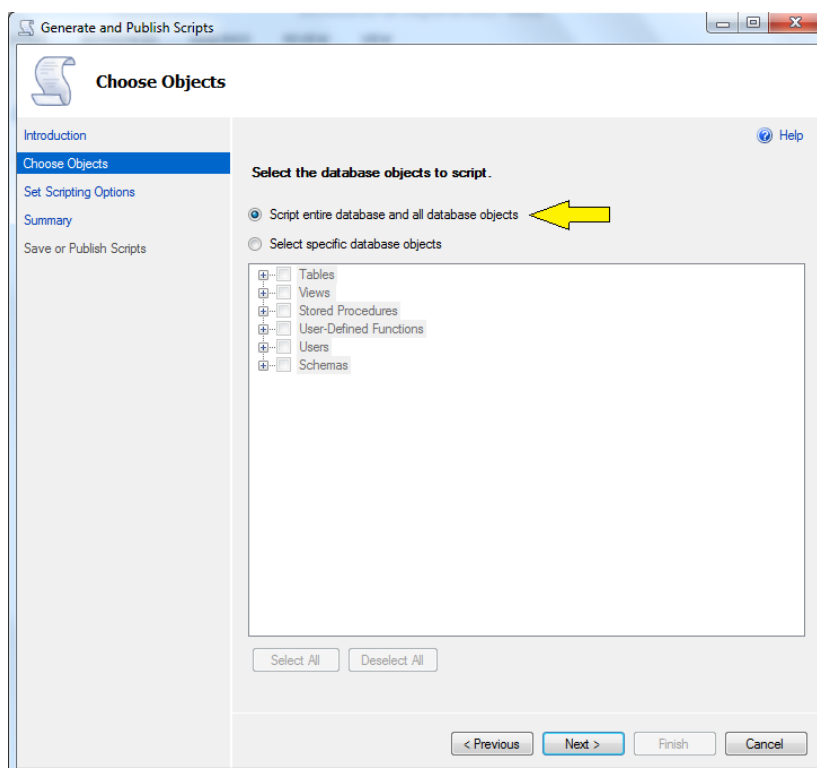 Generate and Publish Scripts
Choose Objects
Introduction
Choose Objects
Set Scripting Options
Summary
Save or Publish Scripts
Help
Select the database objects to script.
Script entire database and all database objects
Select specific database objects
Tables
Views
Stored Procedures
User-Defined Functions
Users
Schemas
Select All
Deselect All
< Previous
Next >
Finish
Cancel